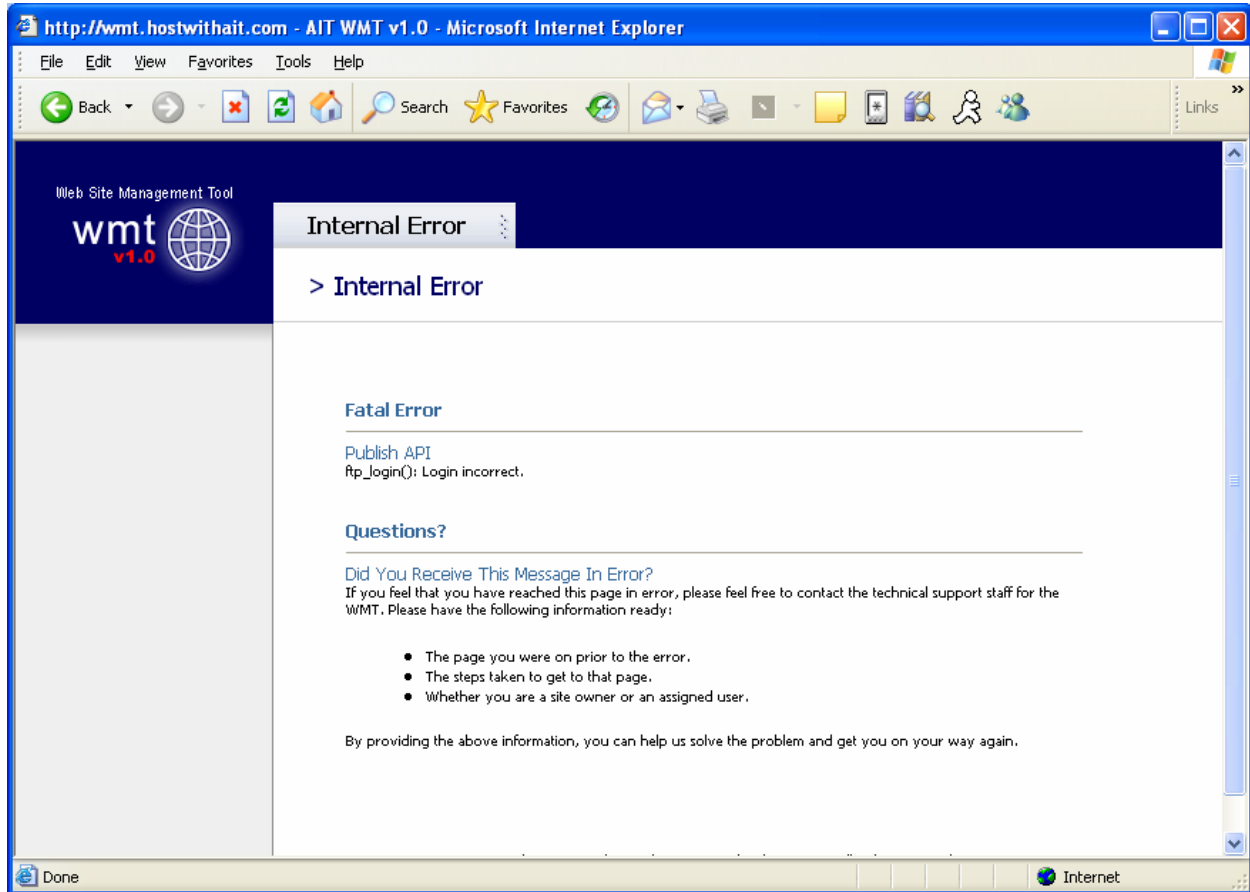 http://wmt.hostwithait.com - AIT WMT v1.0 - Microsoft Internet Explorer
File Edit View Favorites Tools Help
Back Search Favorites Links
Web Site Management Tool
wmt
v1.0
Internal Error
> Internal Error
Fatal Error
Publish API
ftp_login(): Login incorrect.
Questions?
Did You Receive This Message In Error?
If you feel that you have reached this page in error, please feel free to contact the technical support staff for the
WMT. Please have the following information ready:
• The page you were on prior to the error.
• The steps taken to get to that page.
• Whether you are a site owner or an assigned user.
By providing the above information, you can help us solve the problem and get you on your way again.
Done Internet